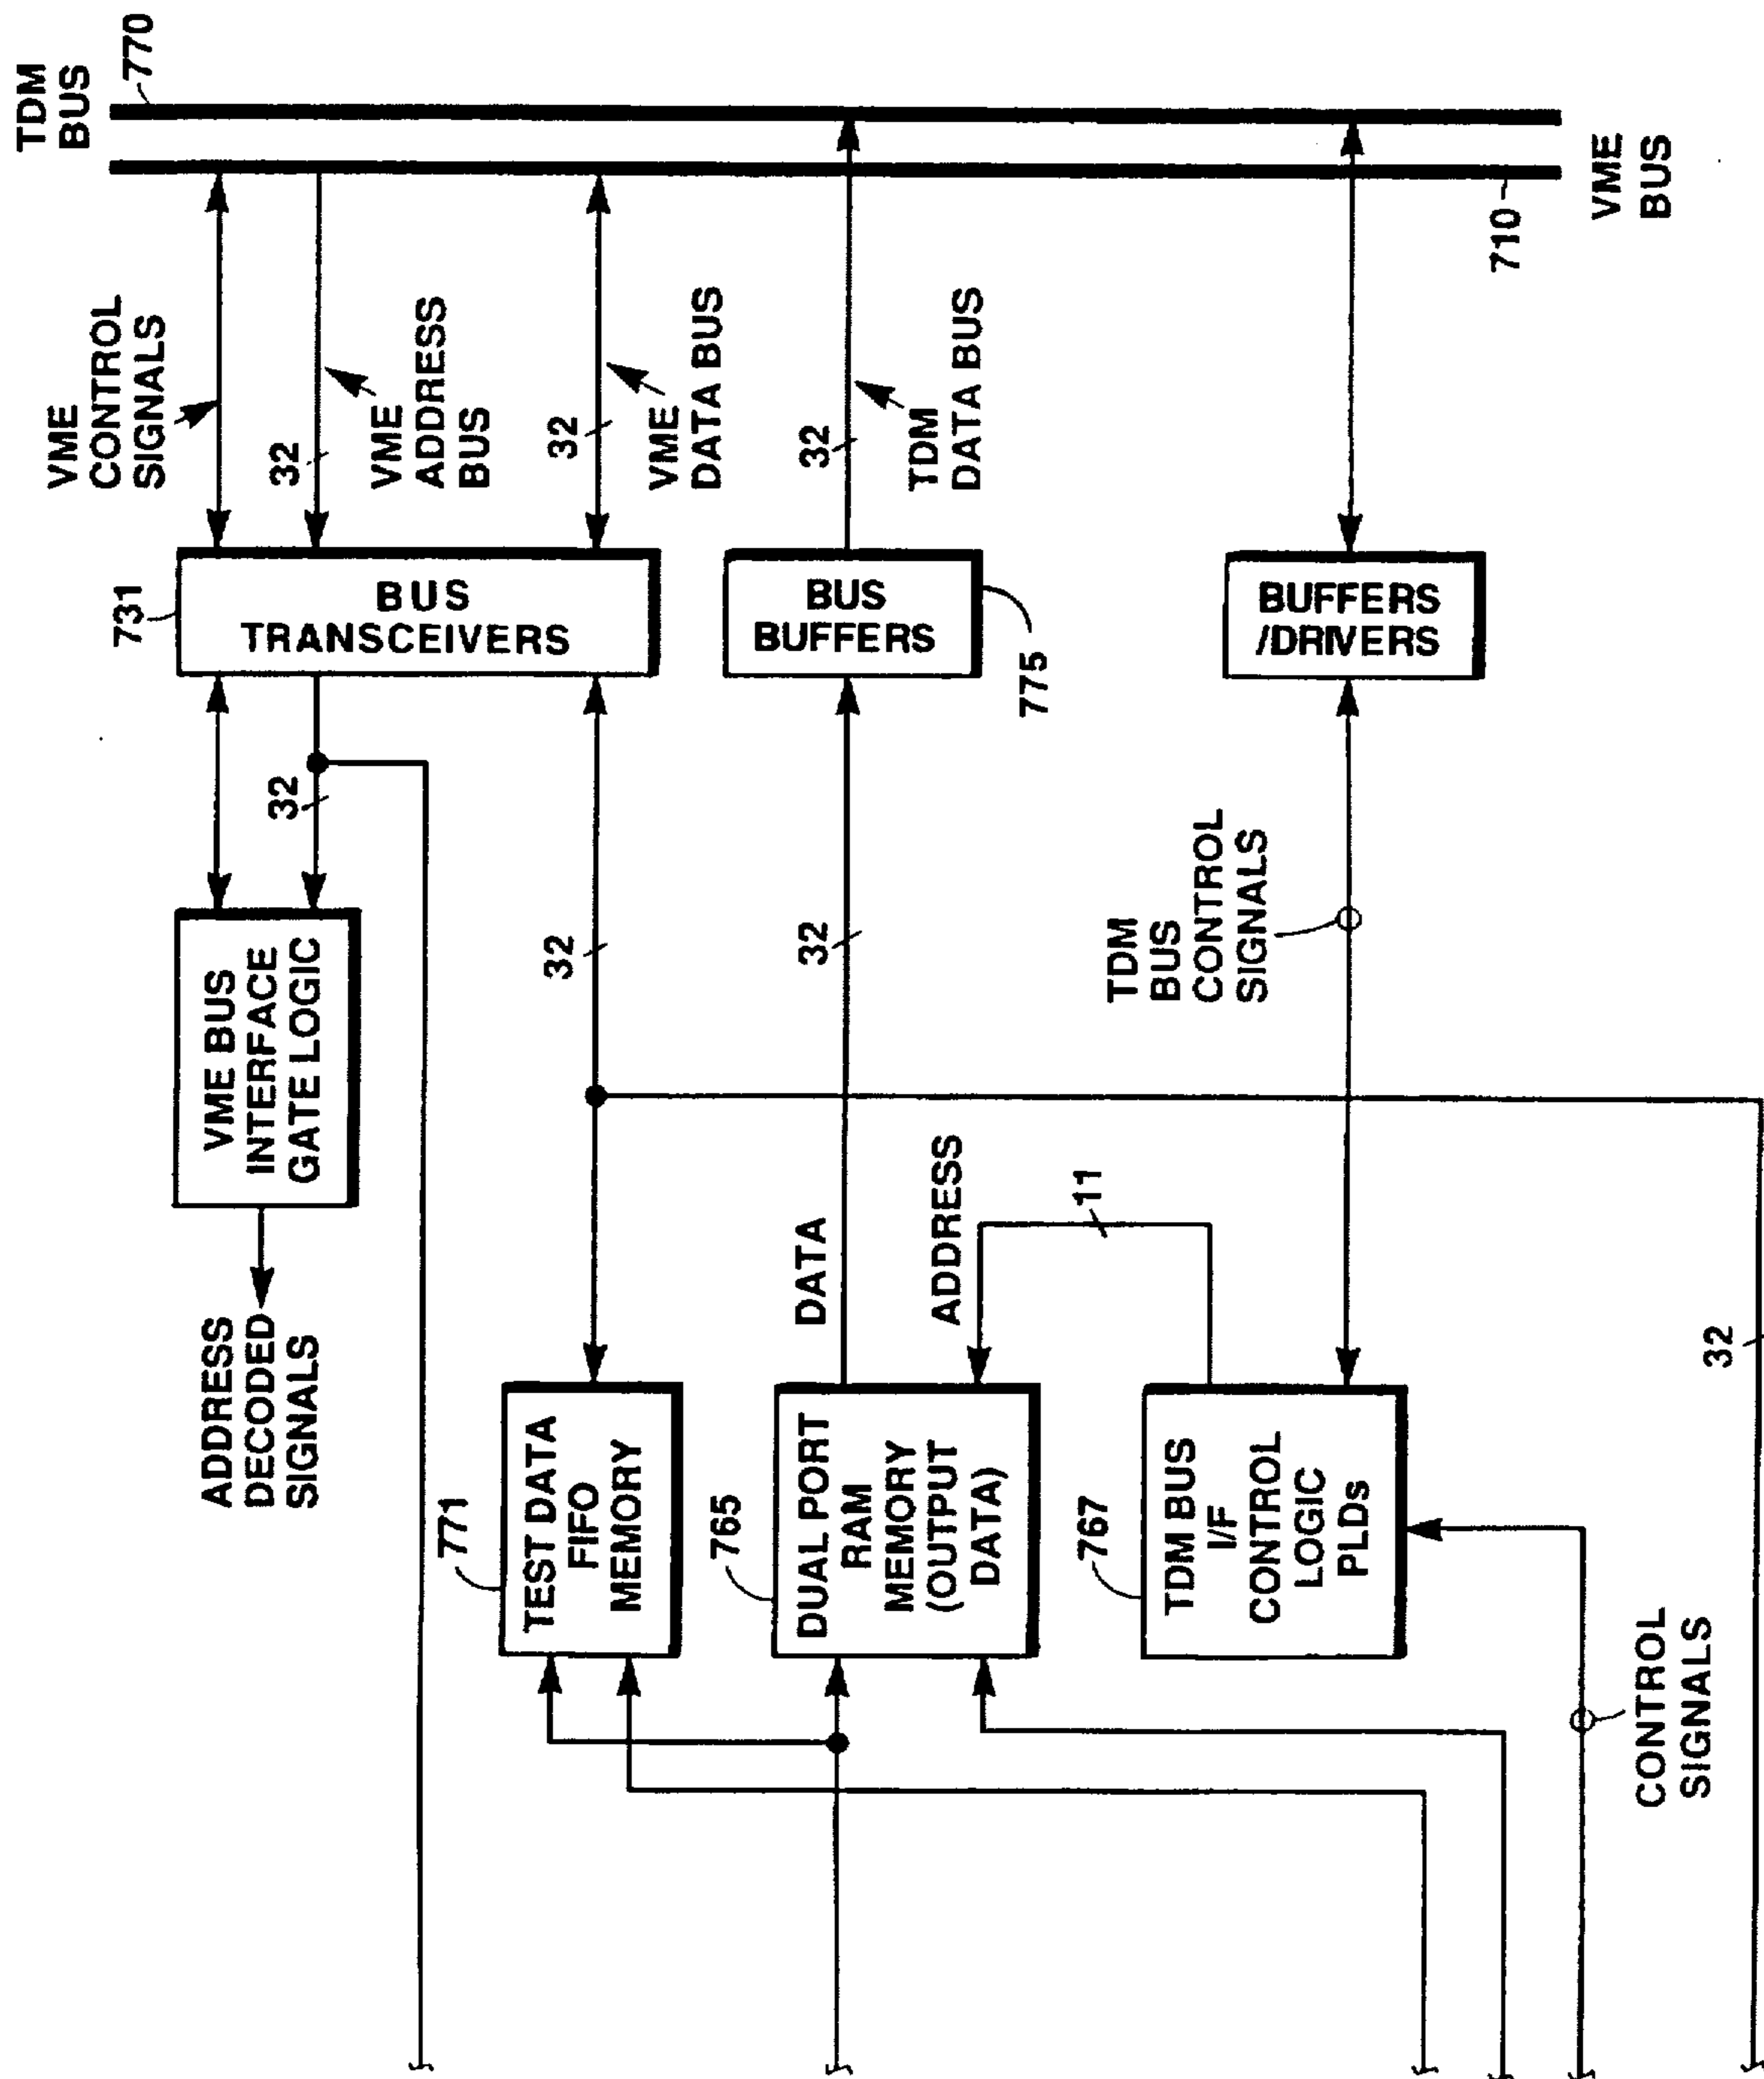 TDM
BUS
770
VME
CONTROL
SIGNALS
32
VME
ADDRESS
BUS
32
VME
DATA BUS
32
TDM
DATA BUS
710
VME
BUS
731
BUS
TRANSCEIVERS
BUS
BUFFERS
775
BUFFERS
/DRIVERS
32
32
32
TDM
BUS
CONTROL
SIGNALS
VME BUS
INTERFACE
GATE LOGIC
ADDRESS
DECODED
SIGNALS
DATA
ADDRESS
11
32
771
TEST DATA
FIFO
MEMORY
765
DUAL PORT
RAM
MEMORY
(OUTPUT
DATA)
767
TDM BUS
I/F
CONTROL
LOGIC
PLDs
CONTROL
SIGNALS